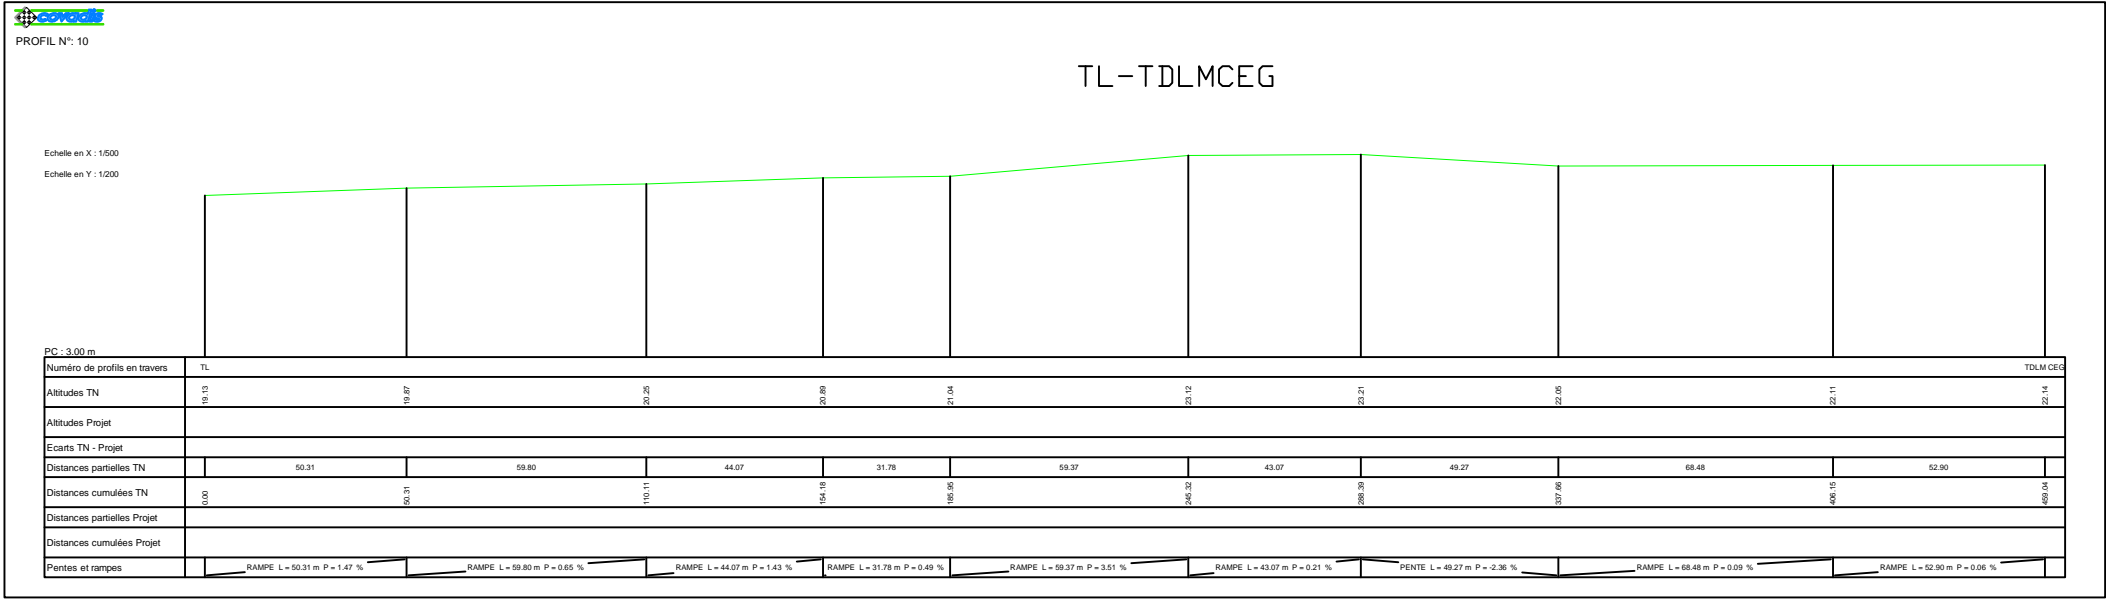 covadis
PROFIL N°: 10
TL-TDLMCEG
Echelle en X : 1/500
Echelle en Y : 1/200
PC : 3.00 m
Numéro de profils en travers TL TDLM CEG
Altitudes TN 19.13 19.87 20.25 20.89 21.04 23.12 23.21 22.05 22.11 22.14
Altitudes Projet
Ecarts TN - Projet
Distances partielles TN 50.31 59.80 44.07 31.78 59.37 43.07 49.27 68.48 52.90
Distances cumulées TN 0.00 50.31 110.11 154.18 185.95 245.32 288.39 337.66 406.15 459.04
Distances partielles Projet
Distances cumulées Projet
Pentes et rampes RAMPE L = 50.31 m P = 1.47 % RAMPE L = 59.80 m P = 0.65 % RAMPE L = 44.07 m P = 1.43 % RAMPE L = 31.78 m P = 0.49 % RAMPE L = 59.37 m P = 3.51 % RAMPE L = 43.07 m P = 0.21 % PENTE L = 49.27 m P = -2.36 % RAMPE L = 68.48 m P = 0.09 % RAMPE L = 52.90 m P = 0.06 %